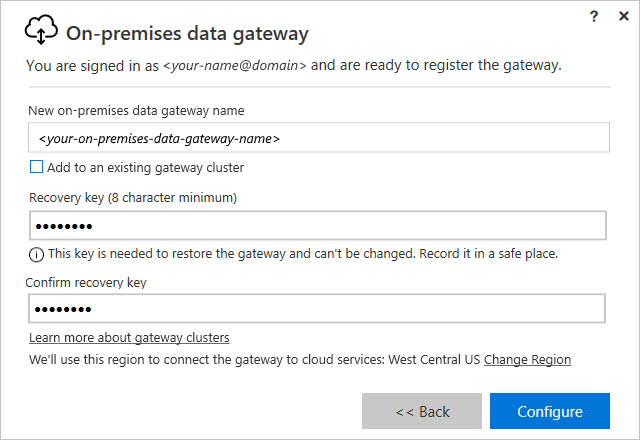 ? ×
On-premises data gateway
You are signed in as <your-name@domain> and are ready to register the gateway.
New on-premises data gateway name
<your-on-premises-data-gateway-name>
Add to an existing gateway cluster
Recovery key (8 character minimum)
••••••••
This key is needed to restore the gateway and can't be changed. Record it in a safe place.
Confirm recovery key
••••••••
Learn more about gateway clusters
We'll use this region to connect the gateway to cloud services: West Central US Change Region
<< Back Configure